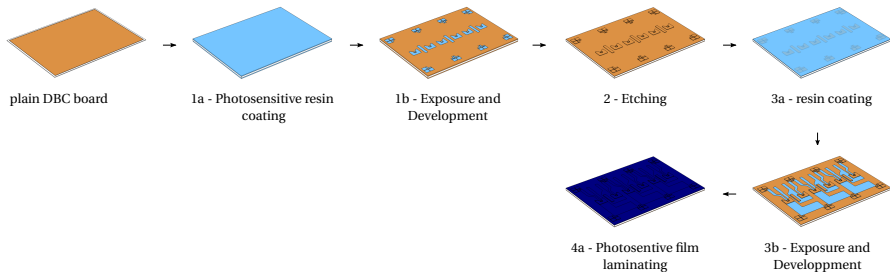 plain DBC board
1a - Photosensitive resin
coating
1b - Exposure and
Development
2 - Etching
3a - resin coating
4a - Photosentive film
laminating
3b - Exposure and
Developpment